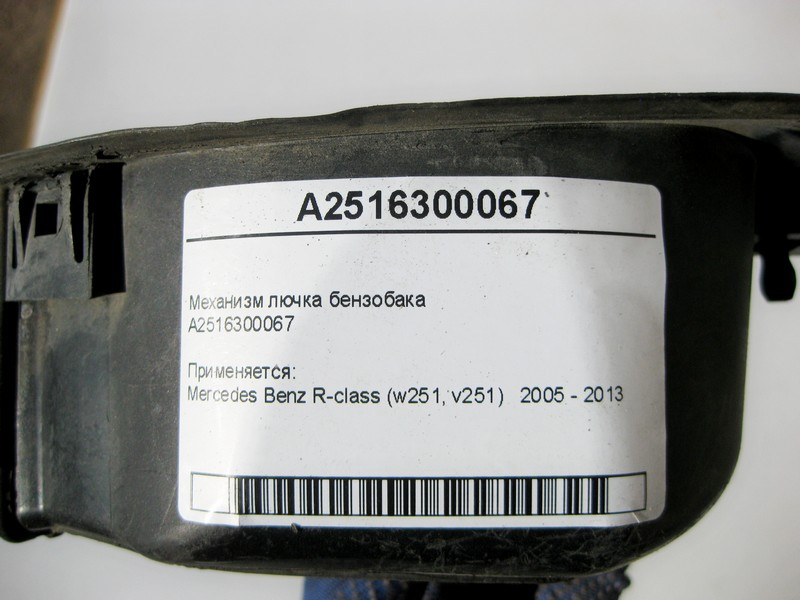 A2516300067
Механизм лючка бензобака
A2516300067
Применяется:
Mercedes Benz R-class (w251, v251) 2005 - 2013